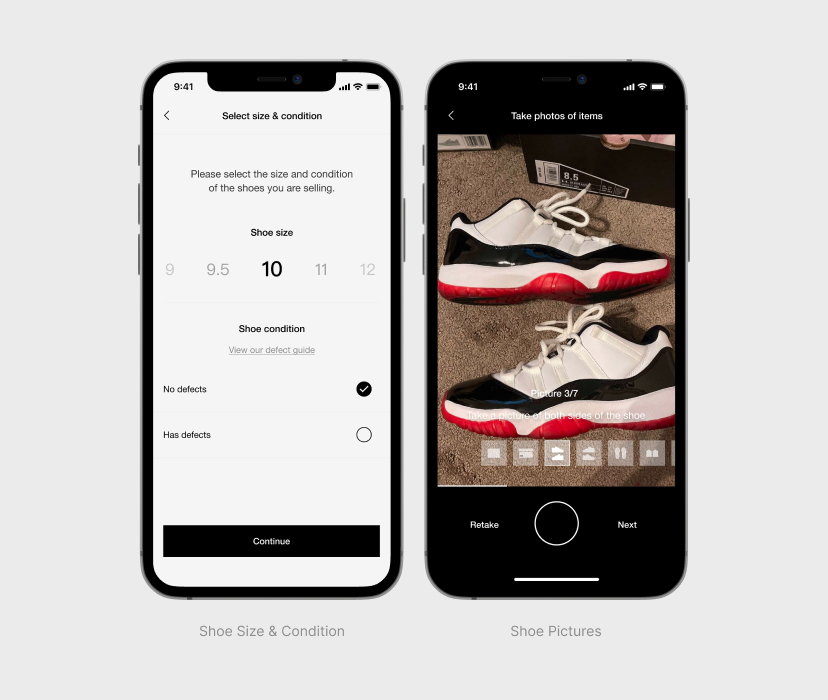 9:41
Select size & condition
Please select the size and condition
of the shoes you are selling.
Shoe size
9 9.5 10 11 12
Shoe condition
View our defect guide
No defects
Has defects
Continue
Shoe Size & Condition
9:41
Take photos of items
8.5
Picture 3/7
Take a picture of both sides of the shoe
Retake
Next
Shoe Pictures